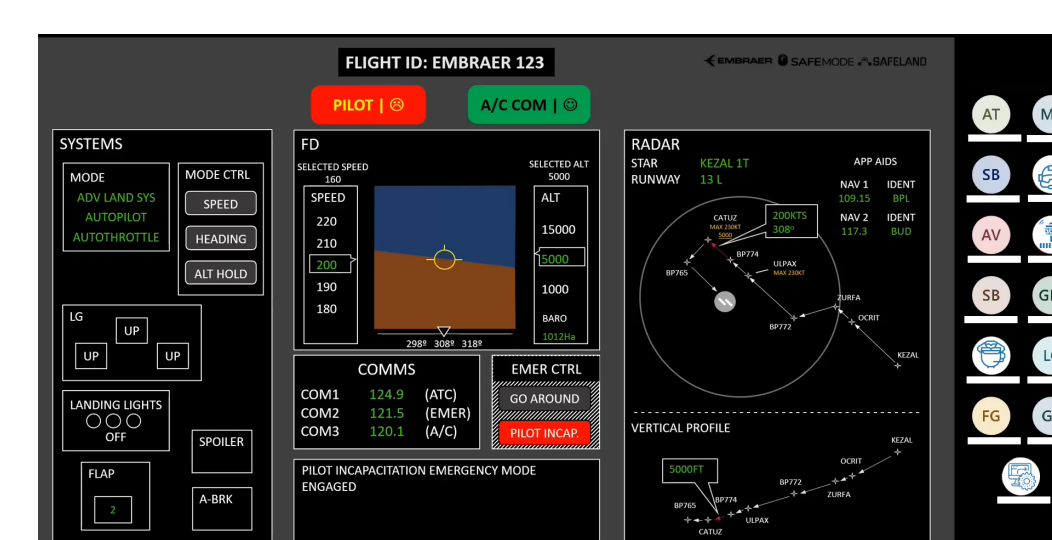 FLIGHT ID: EMBRAER 123
EMBRAER SAFEMODE SAFELAND
PILOT | ☹
A/C COM | ☺
SYSTEMS
MODE
ADV LAND SYS
AUTOPILOT
AUTOTHROTTLE
MODE CTRL
SPEED
HEADING
ALT HOLD
LG
UP
UP
UP
LANDING LIGHTS
OFF
SPOILER
FLAP
2
A-BRK
FD
SELECTED SPEED
160
SPEED
220
210
200
190
180
SELECTED ALT
5000
ALT
15000
5000
1000
BARO
1012Ha
298º 308º 318º
COMMS
COM1 124.9 (ATC)
COM2 121.5 (EMER)
COM3 120.1 (A/C)
EMER CTRL
GO AROUND
PILOT INCAP.
PILOT INCAPACITATION EMERGENCY MODE
ENGAGED
RADAR
STAR KEZAL 1T
RUNWAY 13 L
APP AIDS
NAV 1 IDENT
109.15 BPL
NAV 2 IDENT
117.3 BUD
CATUZ
MAX 230KT
5000
200KTS
308º
BP774
ULPAX
MAX 230KT
BP765
ZURFA
OCRIT
BP772
KEZAL
VERTICAL PROFILE
KEZAL
OCRIT
5000FT
BP772
ZURFA
BP774
BP765
ULPAX
CATUZ
AT
M
SB
AV
SB
FG